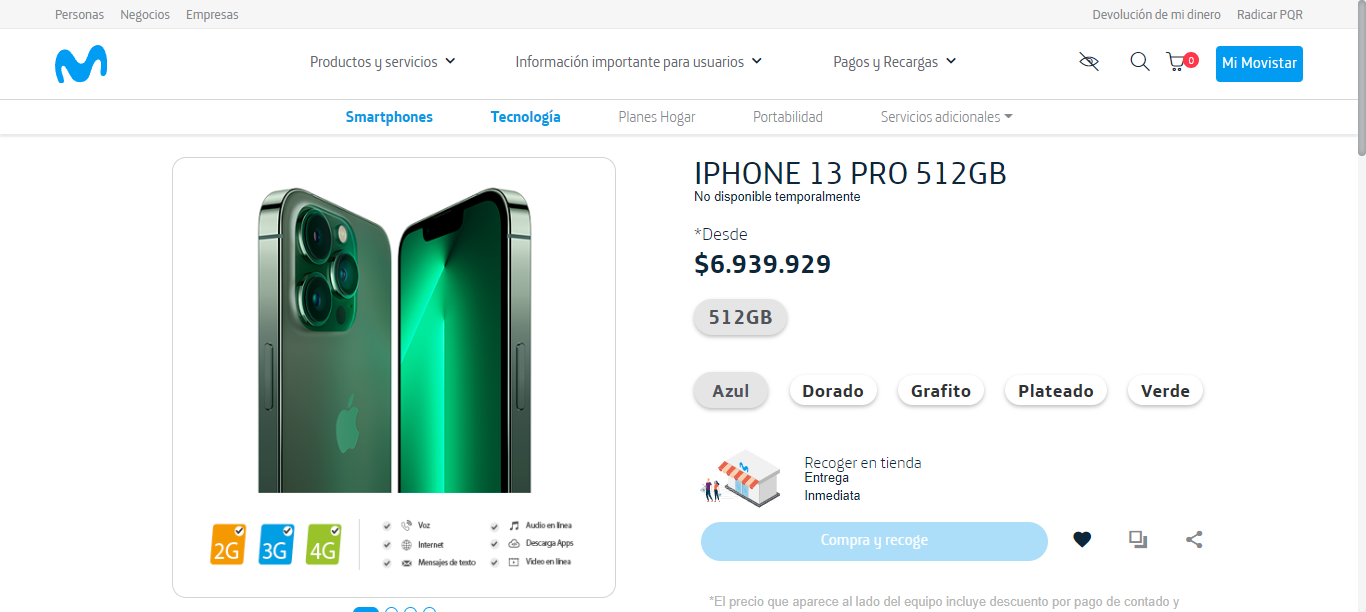 Personas Negocios Empresas Devolución de mi dinero Radicar PQR
Productos y servicios Información importante para usuarios Pagos y Recargas 0 Mi Movistar
Smartphones Tecnología Planes Hogar Portabilidad Servicios adicionales
IPHONE 13 PRO 512GB
No disponible temporalmente
*Desde
$6.939.929
512GB
Azul Dorado Grafito Plateado Verde
Recoger en tienda
Entrega
Inmediata
Compra y recoge
2G 3G 4G
Voz
Internet
Mensajes de texto
Audio en línea
Descarga Apps
Video en línea
*El precio que aparece al lado del equipo incluye descuento por pago de contado y